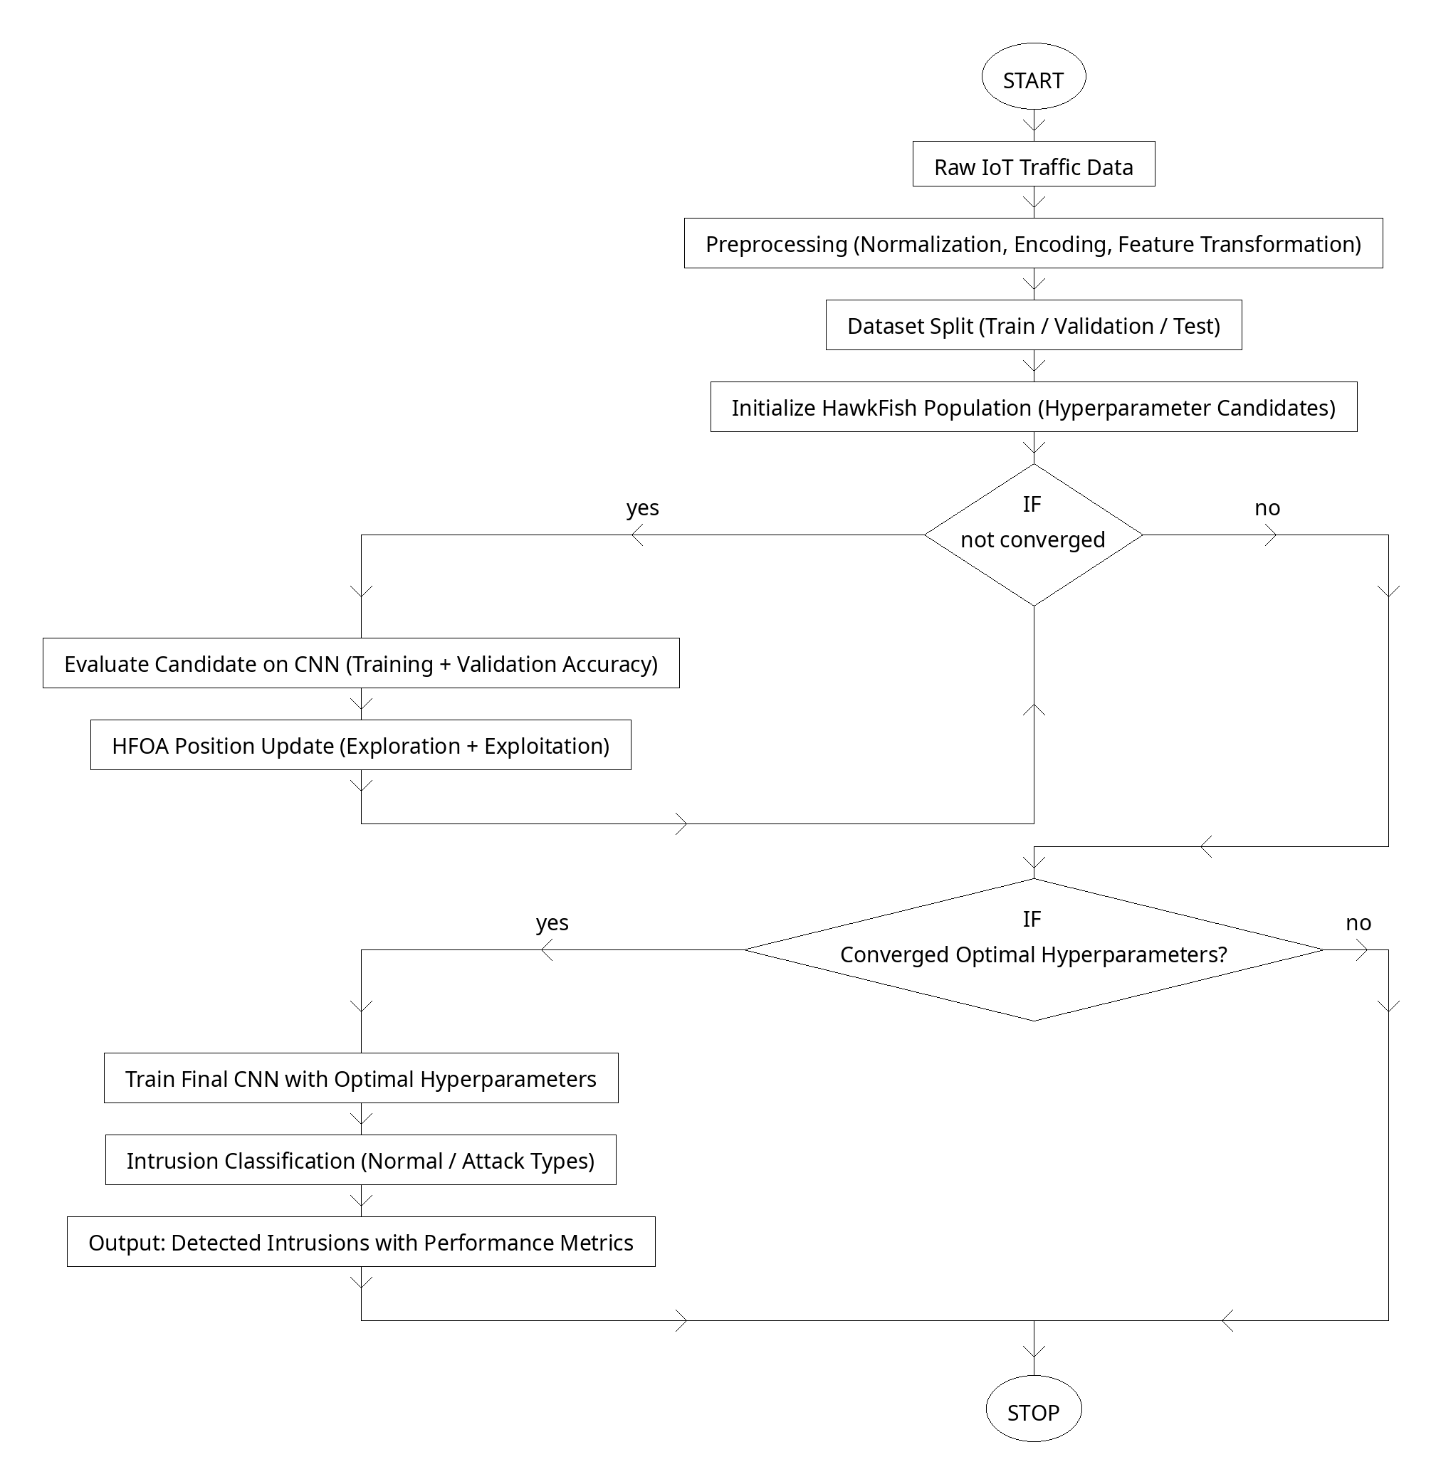 START
Raw IoT Traffic Data
Preprocessing (Normalization, Encoding, Feature Transformation)
Dataset Split (Train / Validation / Test)
Initialize HawkFish Population (Hyperparameter Candidates)
IF
not converged
yes
no
Evaluate Candidate on CNN (Training + Validation Accuracy)
HFOA Position Update (Exploration + Exploitation)
IF
Converged Optimal Hyperparameters?
yes
no
Train Final CNN with Optimal Hyperparameters
Intrusion Classification (Normal / Attack Types)
Output: Detected Intrusions with Performance Metrics
STOP